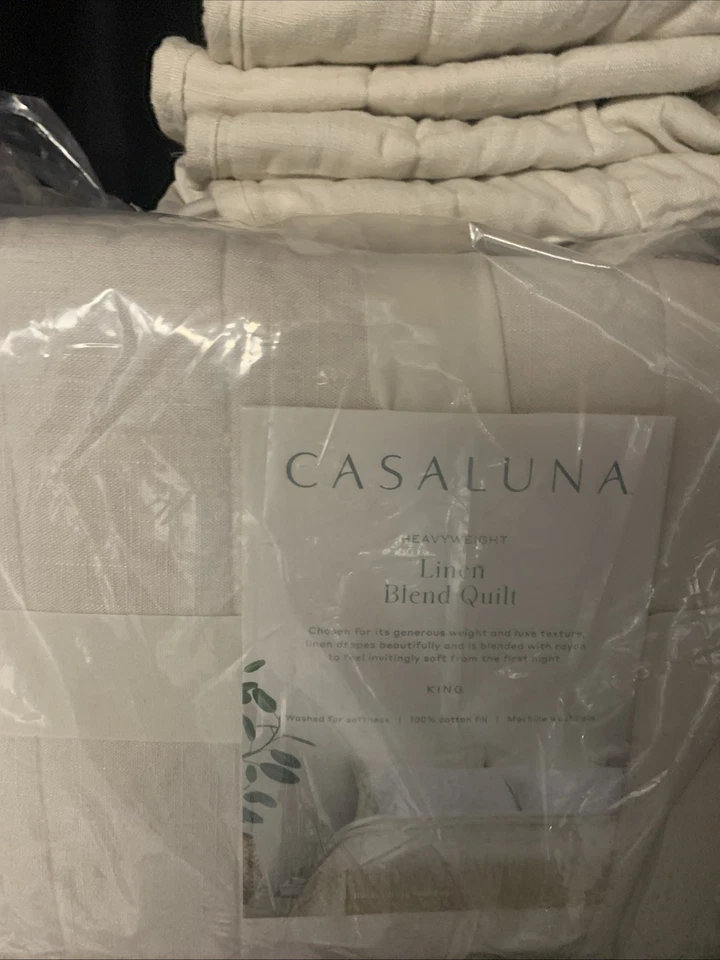 CASALUNA
HEAVYWEIGHT
Linen
Blend Quilt
Chosen for its generous weight and luxe texture,
linen drapes beautifully and is blended with rayon
to feel invitingly soft from the first night.
KING
Washed for softness | 100% cotton fill | Machine washable